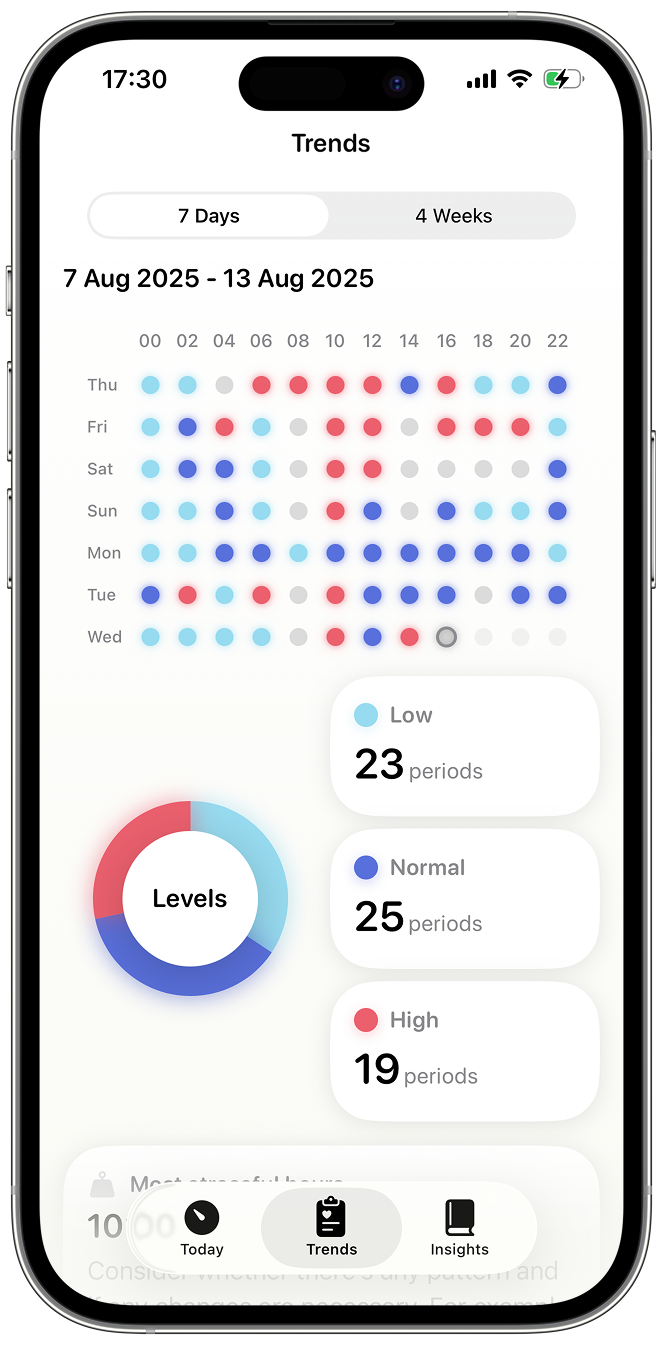 17:30
Trends
7 Days 4 Weeks
7 Aug 2025 - 13 Aug 2025
00 02 04 06 08 10 12 14 16 18 20 22
Thu
Fri
Sat
Sun
Mon
Tue
Wed
Low
23 periods
Normal
25 periods
High
19 periods
Levels
Most stressful hours
10:00
Consider whether there's any pattern and
if any changes are necessary. For exampl
Today Trends Insights